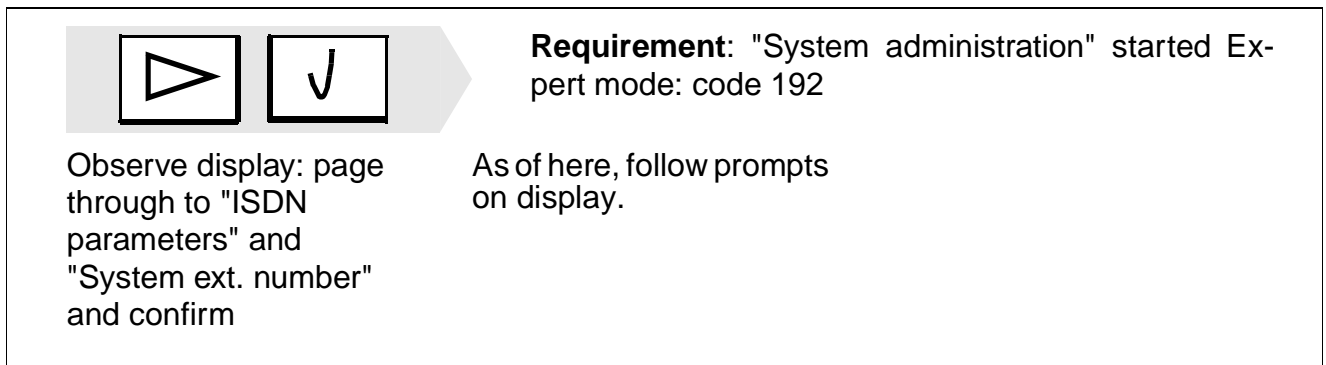 Requirement: "System administration" started Ex-
pert mode: code 192
Observe display: page
through to "ISDN
parameters" and
"System ext. number"
and confirm
As of here, follow prompts
on display.